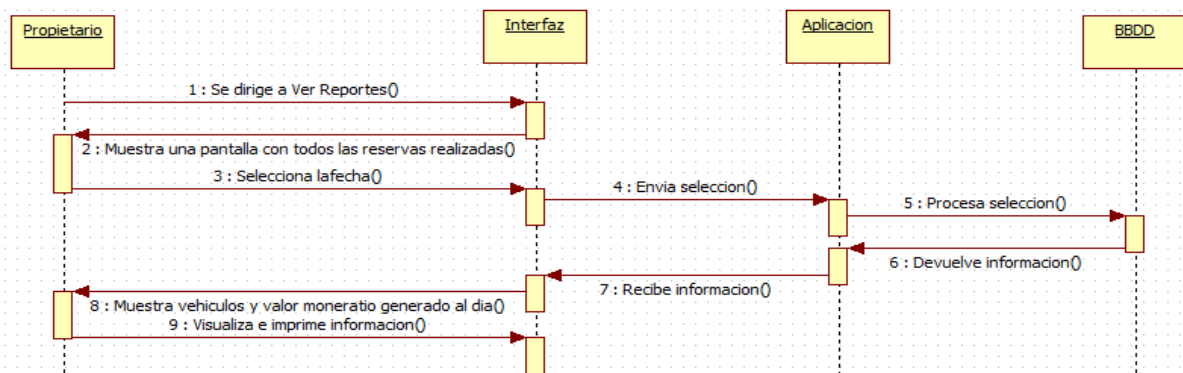 Propietario
Interfaz
Aplicacion
BBDD
1 : Se dirige a Ver Reportes()
2 : Muestra una pantalla con todos las reservas realizadas()
3 : Selecciona lafecha()
4 : Envia seleccion()
5 : Procesa seleccion()
6 : Devuelve informacion()
7 : Recibe informacion()
8 : Muestra vehiculos y valor moneratio generado al dia()
9 : Visualiza e imprime informacion()